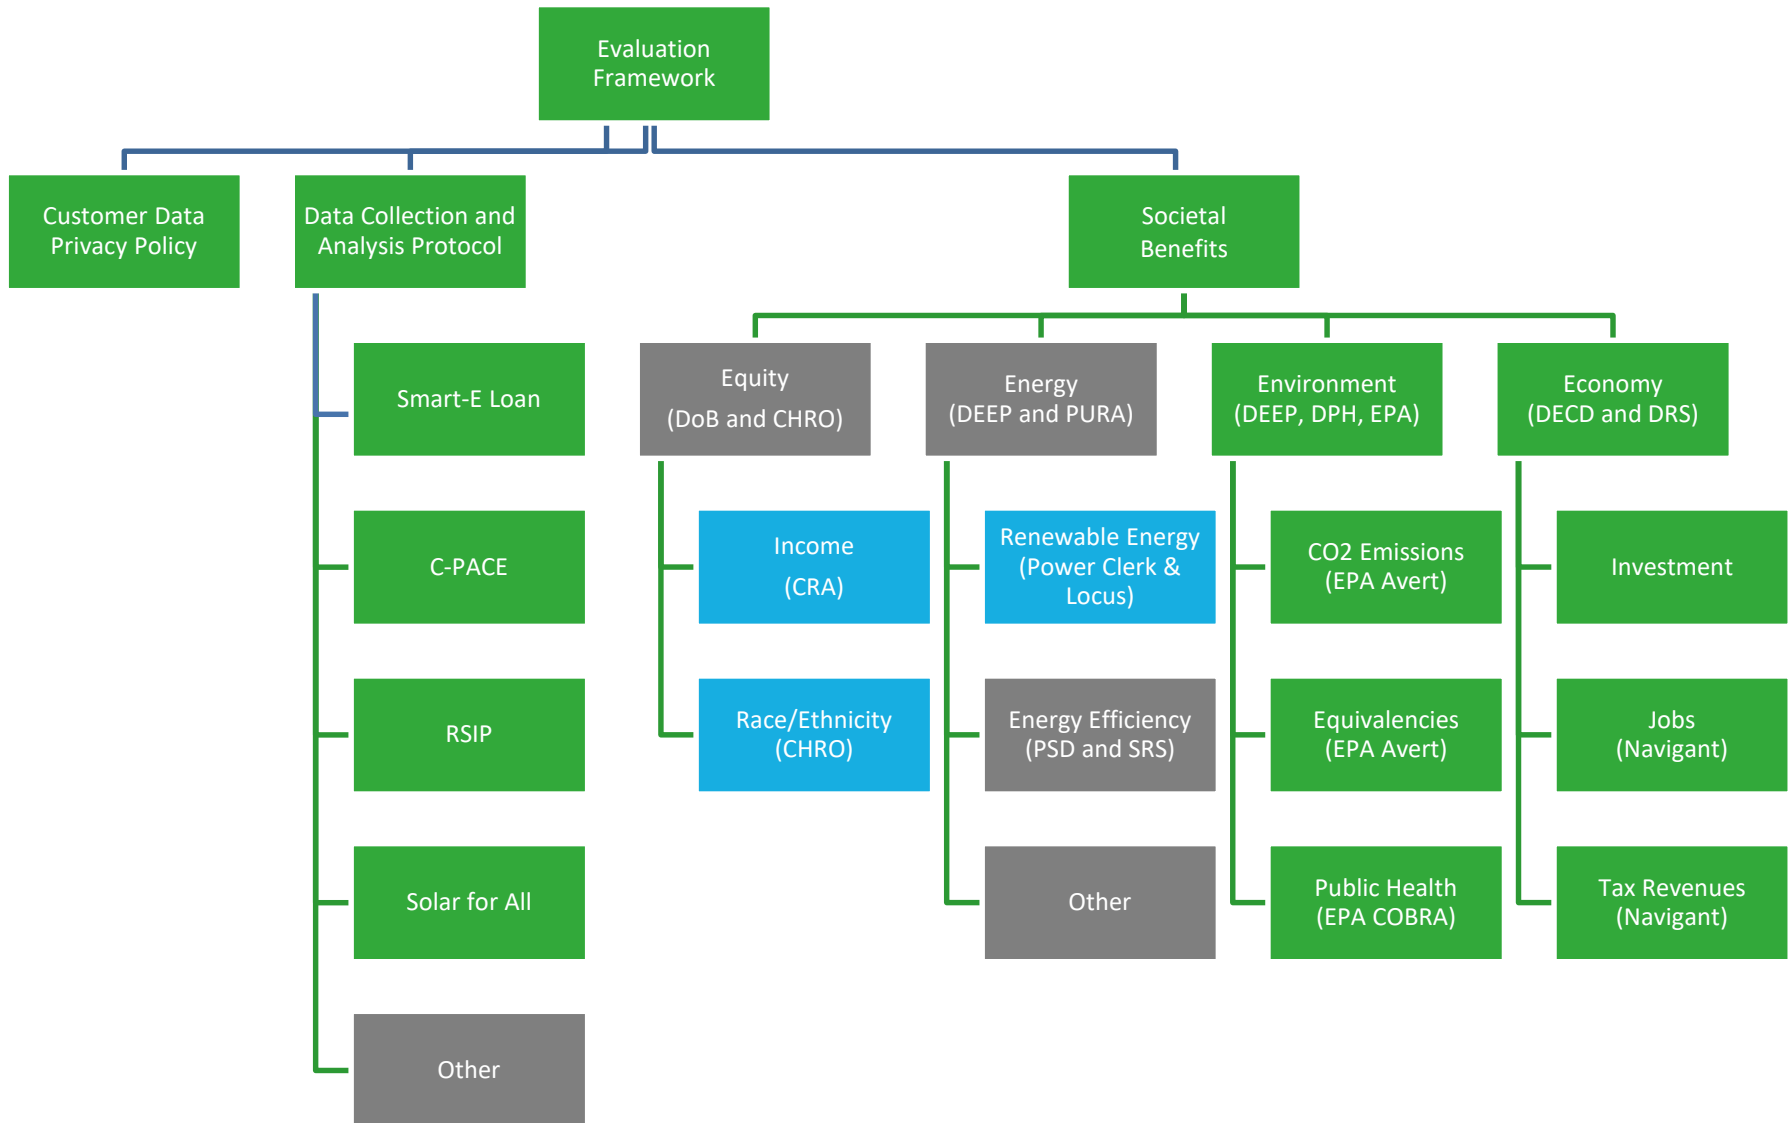 Evaluation
Framework
Customer Data
Privacy Policy
Data Collection and
Analysis Protocol
Societal
Benefits
Smart-E Loan
C-PACE
RSIP
Solar for All
Other
Equity
(DoB and CHRO)
Income
(CRA)
Race/Ethnicity
(CHRO)
Energy
(DEEP and PURA)
Renewable Energy
(Power Clerk &
Locus)
Energy Efficiency
(PSD and SRS)
Other
Environment
(DEEP, DPH, EPA)
CO2 Emissions
(EPA Avert)
Equivalencies
(EPA Avert)
Public Health
(EPA COBRA)
Economy
(DECD and DRS)
Investment
Jobs
(Navigant)
Tax Revenues
(Navigant)